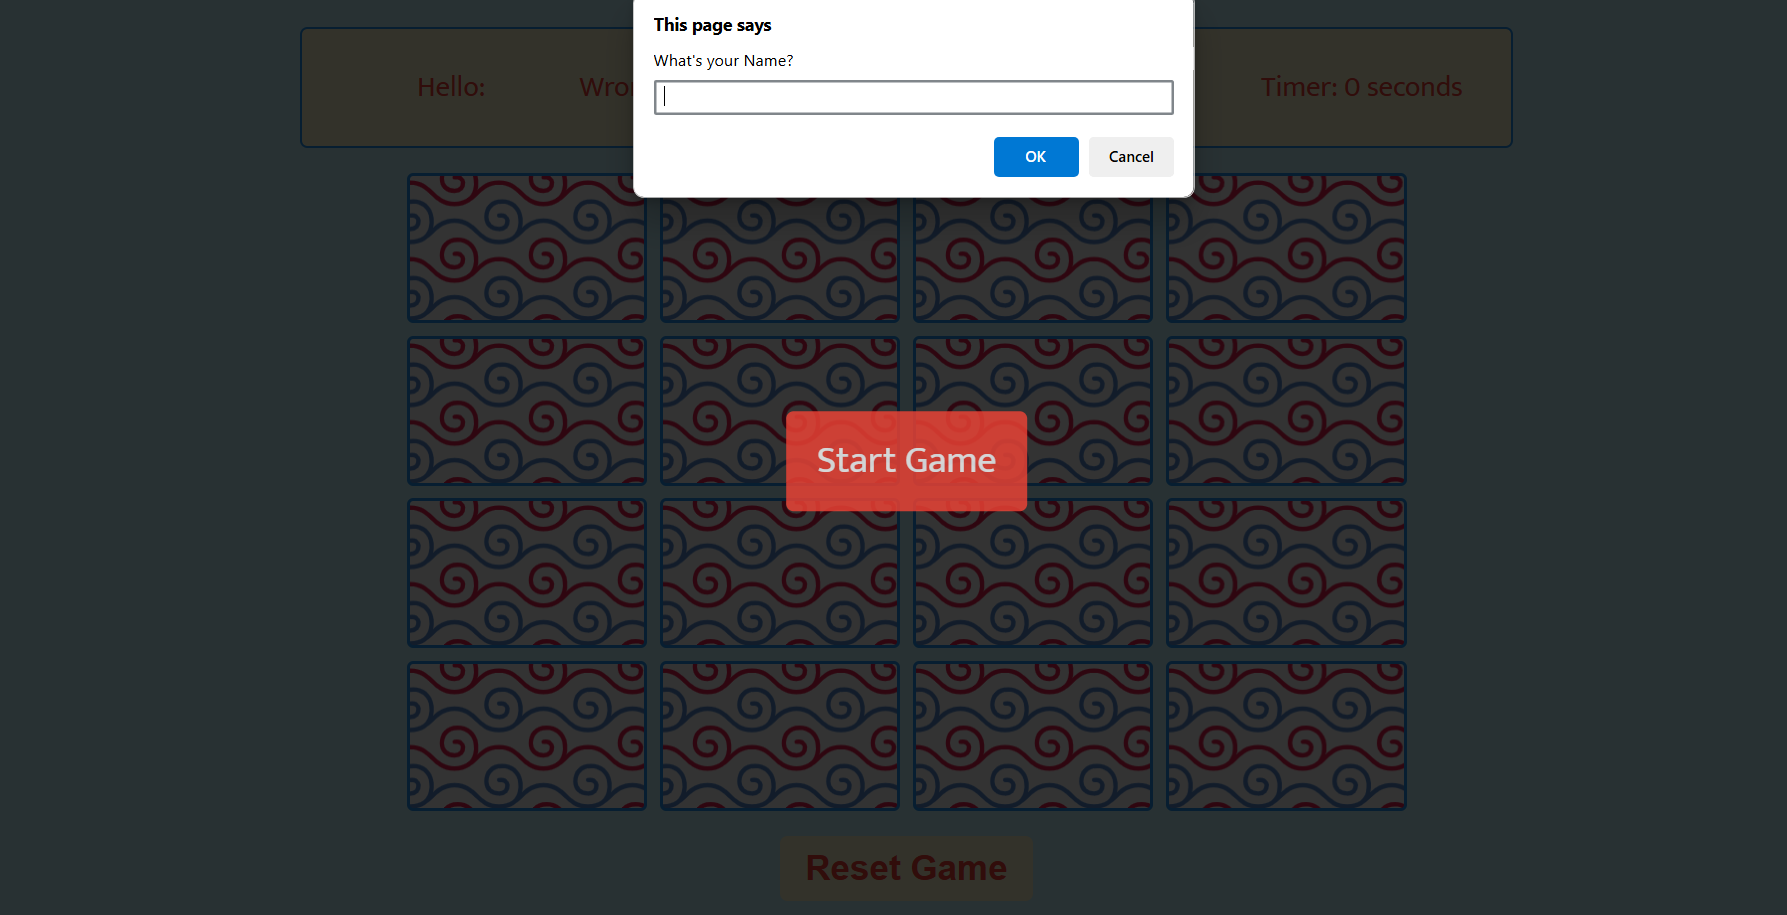 This page says
What's your Name?
OK Cancel
Hello: Timer: 0 seconds
Start Game
Reset Game